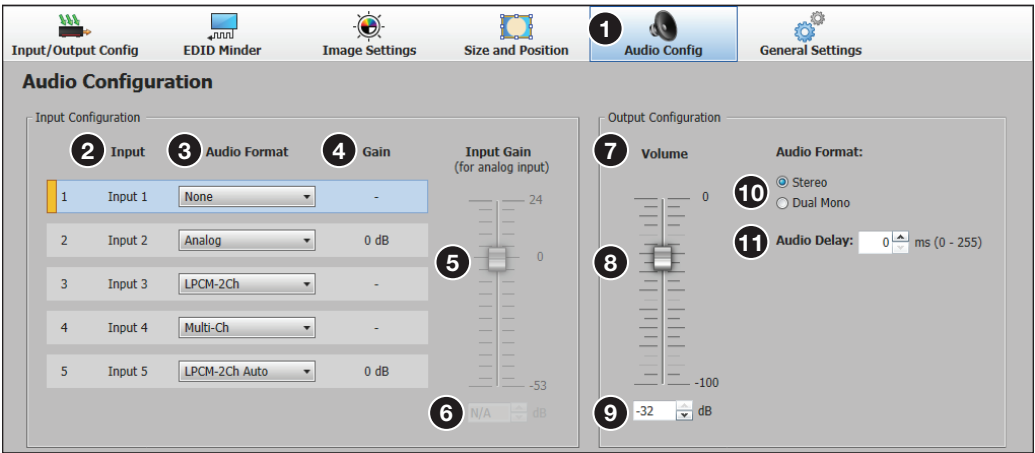 Input/Output Config EDID Minder Image Settings Size and Position 1 Audio Config General Settings
Audio Configuration
Input Configuration
2 Input 3 Audio Format 4 Gain
Input Gain
(for analog input)
1 Input 1 None -
2 Input 2 Analog 0 dB
3 Input 3 LPCM-2Ch -
4 Input 4 Multi-Ch -
5 Input 5 LPCM-2Ch Auto 0 dB
24
5 0
-53
6 N/A dB
Output Configuration
7 Volume
0
8
-100
9 -32 dB
Audio Format:
10 Stereo
Dual Mono
11 Audio Delay: 0 ms (0 - 255)